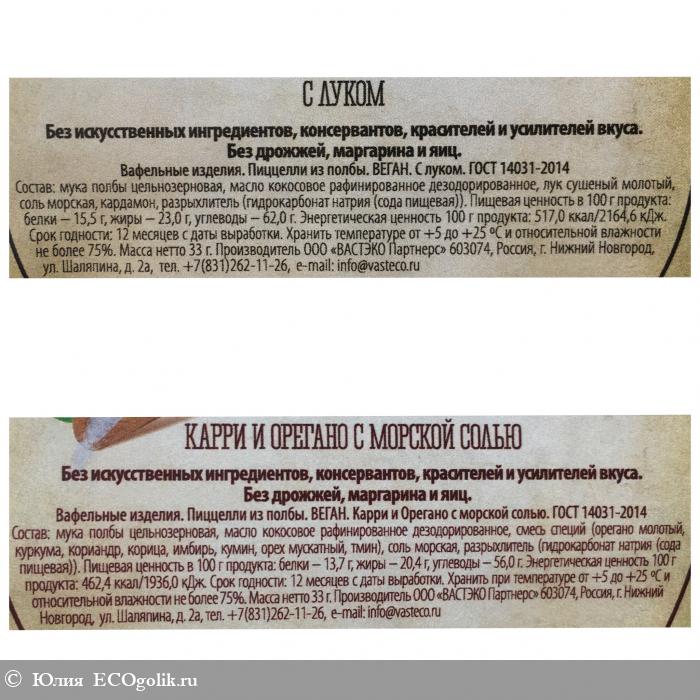 С ЛУКОМ
Без искусственных ингредиентов, консервантов, красителей и усилителей вкуса.
Без дрожжей, маргарина и яиц.
Вафельные изделия. Пиццелли из полбы. ВЕГАН. С луком. ГОСТ 14031-2014
Состав: мука полбы цельнозерновая, масло кокосовое рафинированное дезодорированное, лук сушеный молотый,
соль морская, кардамон, разрыхлитель (гидрокарбонат натрия (сода пищевая)). Пищевая ценность в 100 г продукта:
белки – 15,5 г, жиры – 23,0 г, углеводы – 62,0 г. Энергетическая ценность 100 г продукта: 517,0 ккал/2164,6 кДж.
Срок годности: 12 месяцев с даты выработки. Хранить температуре от +5 до +25 ºС и относительной влажности
не более 75%. Масса нетто 33 г. Производитель ООО «ВАСТЭКО Партнерс» 603074, Россия, г. Нижний Новгород,
ул. Шаляпина, д. 2а, тел. +7(831)262-11-26, e-mail: info@vasteco.ru
КАРРИ И ОРЕГАНО С МОРСКОЙ СОЛЬЮ
Без искусственных ингредиентов, консервантов, красителей и усилителей вкуса.
Без дрожжей, маргарина и яиц.
Вафельные изделия. Пиццелли из полбы. ВЕГАН. Карри и Орегано с морской солью. ГОСТ 14031-2014
Состав: мука полбы цельнозерновая, масло кокосовое рафинированное дезодорированное, смесь специй (орегано молотый,
куркума, кориандр, корица, имбирь, кумин, орех мускатный, тмин), соль морская, разрыхлитель (гидрокарбонат натрия (сода
пищевая)). Пищевая ценность в 100 г продукта: белки – 13,7 г, жиры – 20,4 г, углеводы – 56,0 г. Энергетическая ценность 100 г
продукта: 462,4 ккал/1936,0 кДж. Срок годности: 12 месяцев с даты выработки. Хранить при температуре от +5 до +25 ºС и
относительной влажности не более 75%. Масса нетто 33 г. Производитель ООО «ВАСТЭКО Партнерс» 603074, Россия, г. Нижний
Новгород, ул. Шаляпина, д. 2а, тел. +7(831)262-11-26, e-mail: info@vasteco.ru
Юлия ECOgolik.ru